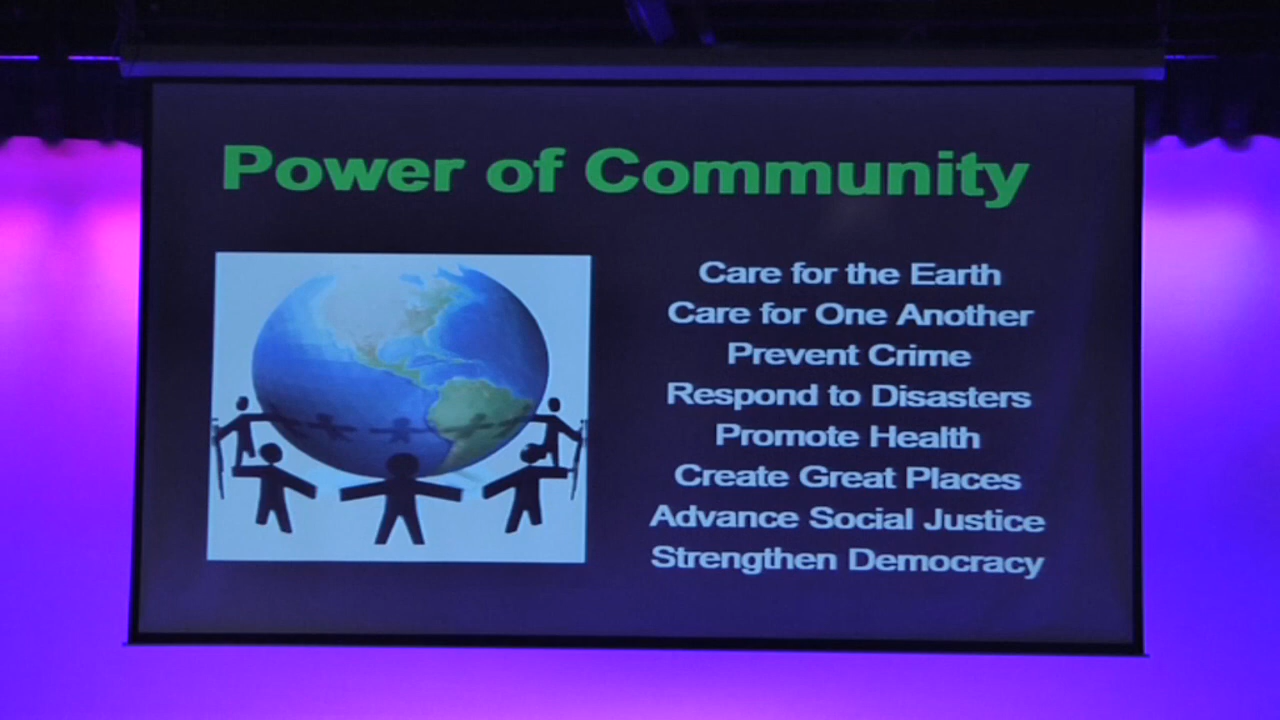 Power of Community
Care for the Earth
Care for One Another
Prevent Crime
Respond to Disasters
Promote Health
Create Great Places
Advance Social Justice
Strengthen Democracy